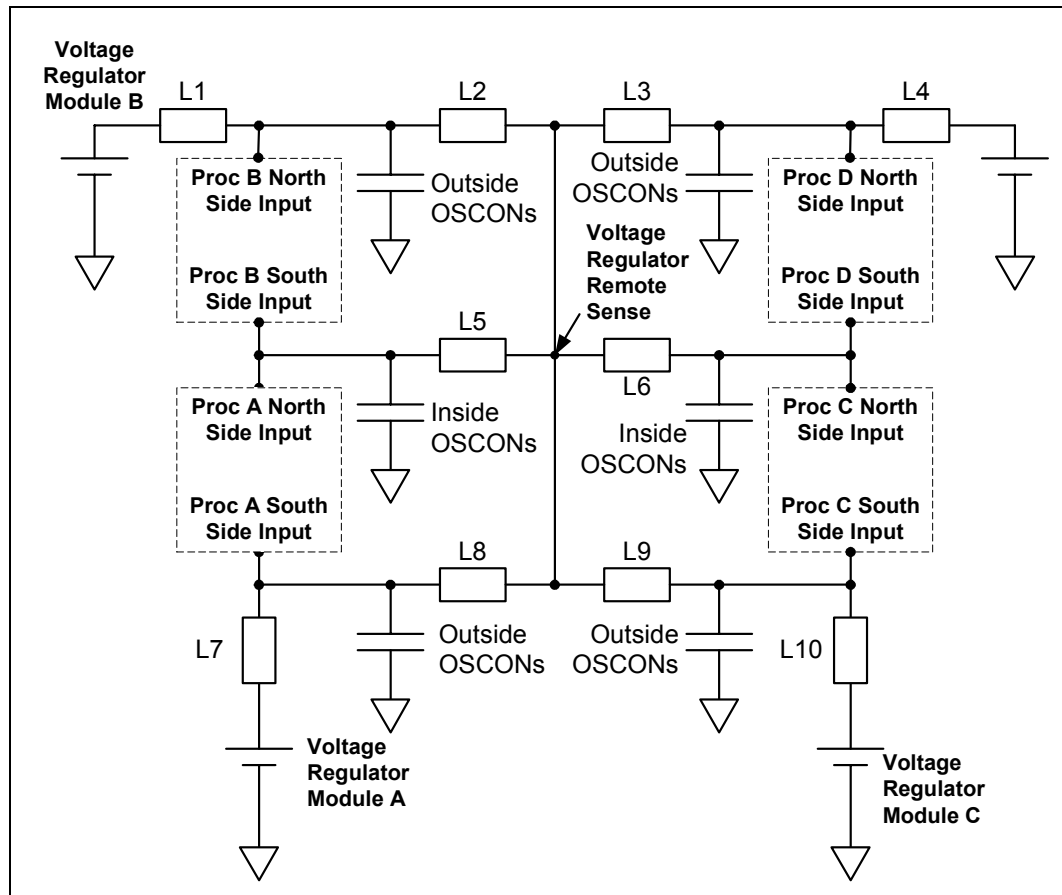 Voltage
Regulator
Module B
L1
L2
L3
L4
Proc B North
Side Input
Outside
OSCONs
Outside
OSCONs
Proc D North
Side Input
Voltage
Regulator
Remote
Sense
Proc B South
Side Input
Proc D South
Side Input
L5
L6
Proc A North
Side Input
Inside
OSCONs
Inside
OSCONs
Proc C North
Side Input
Proc A South
Side Input
Proc C South
Side Input
L8
L9
L7
Outside
OSCONs
Outside
OSCONs
L10
Voltage
Regulator
Module A
Voltage
Regulator
Module C